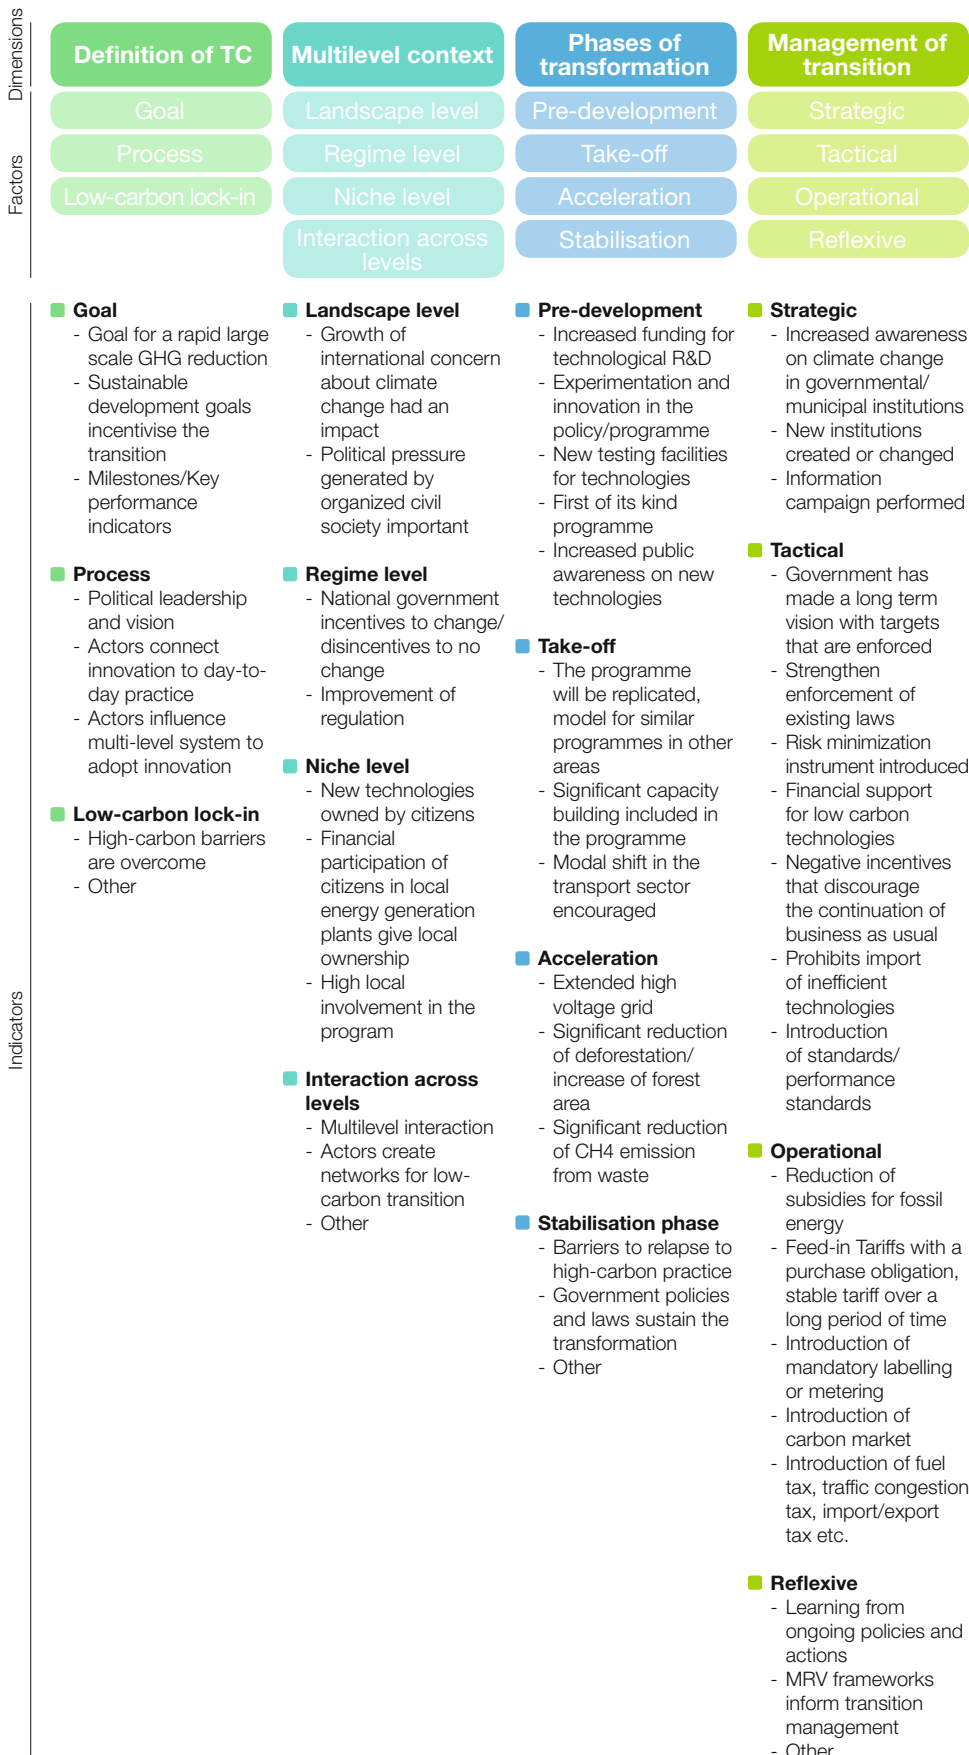 Dimensions
Definition of TC
Multilevel context
Phases of
transformation
Management of
transition
Factors
Goal
Process
Low-carbon lock-in
Landscape level
Regime level
Niche level
Interaction across
levels
Pre-development
Take-off
Acceleration
Stabilisation
Strategic
Tactical
Operational
Reflexive
Indicators
Goal
- Goal for a rapid large
scale GHG reduction
- Sustainable
development goals
incentivise the
transition
- Milestones/Key
performance
indicators
Process
- Political leadership
and vision
- Actors connect
innovation to day-to-
day practice
- Actors influence
multi-level system to
adopt innovation
Low-carbon lock-in
- High-carbon barriers
are overcome
- Other
Landscape level
- Growth of
international concern
about climate
change had an
impact
- Political pressure
generated by
organized civil
society important
Regime level
- National government
incentives to change/
disincentives to no
change
- Improvement of
regulation
Niche level
- New technologies
owned by citizens
- Financial
participation of
citizens in local
energy generation
plants give local
ownership
- High local
involvement in the
program
Interaction across
levels
- Multilevel interaction
- Actors create
networks for low-
carbon transition
- Other
Pre-development
- Increased funding for
technological R&D
- Experimentation and
innovation in the
policy/programme
- New testing facilities
for technologies
- First of its kind
programme
- Increased public
awareness on new
technologies
Take-off
- The programme
will be replicated,
model for similar
programmes in other
areas
- Significant capacity
building included in
the programme
- Modal shift in the
transport sector
encouraged
Acceleration
- Extended high
voltage grid
- Significant reduction
of deforestation/
increase of forest
area
- Significant reduction
of CH4 emission
from waste
Stabilisation phase
- Barriers to relapse to
high-carbon practice
- Government policies
and laws sustain the
transformation
- Other
Strategic
- Increased awareness
on climate change
in governmental/
municipal institutions
- New institutions
created or changed
- Information
campaign performed
Tactical
- Government has
made a long term
vision with targets
that are enforced
- Strengthen
enforcement of
existing laws
- Risk minimization
instrument introduced
- Financial support
for low carbon
technologies
- Negative incentives
that discourage
the continuation of
business as usual
- Prohibits import
of inefficient
technologies
- Introduction
of standards/
performance
standards
Operational
- Reduction of
subsidies for fossil
energy
- Feed-in Tariffs with a
purchase obligation,
stable tariff over a
long period of time
- Introduction of
mandatory labelling
or metering
- Introduction of
carbon market
- Introduction of fuel
tax, traffic congestion
tax, import/export
tax etc.
Reflexive
- Learning from
ongoing policies and
actions
- MRV frameworks
inform transition
management
- Other